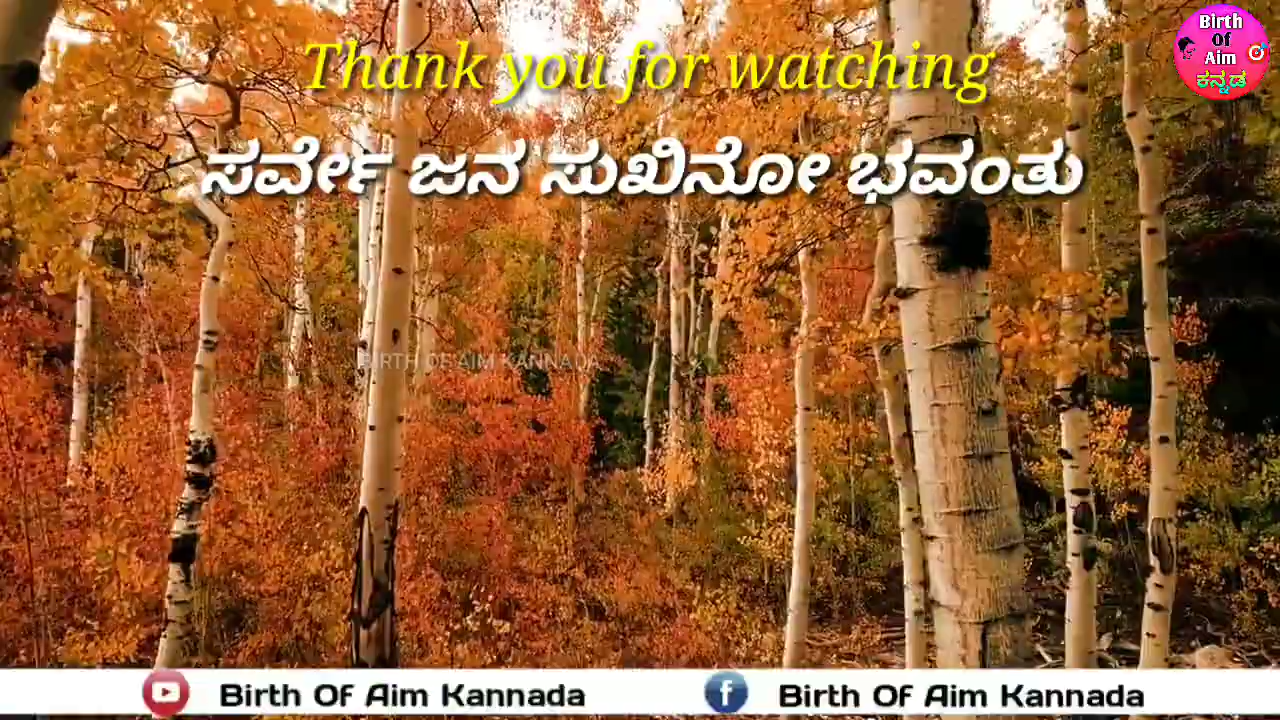 Thank you for watching
ಸರ್ವೇ ಜನ ಸುಖಿನೋ ಭವಂತು
Birth
Of
Aim
ಕನ್ನಡ
BIRTH OF AIM KANNADA
Birth Of Aim Kannada
Birth Of Aim Kannada